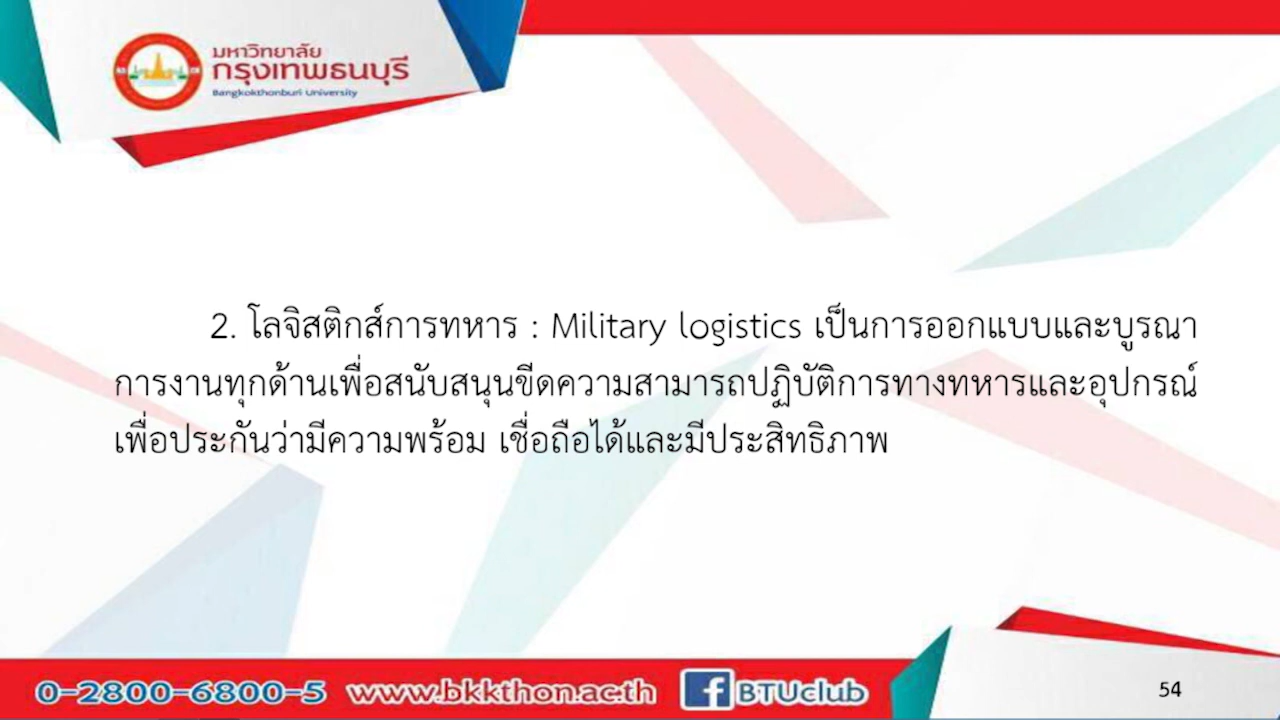 มหาวิทยาลัย
กรุงเทพธนบุรี
Bangkokthonburi University
2. โลจิสติกส์การทหาร : Military logistics เป็นการออกแบบและบูรณา
การงานทุกด้านเพื่อสนับสนุนขีดความสามารถปฏิบัติการทางทหารและอุปกรณ์
เพื่อประกันว่ามีความพร้อม เชื่อถือได้และมีประสิทธิภาพ
0-2800-6800-5 www.bkkthon.ac.th f BTUclub
54